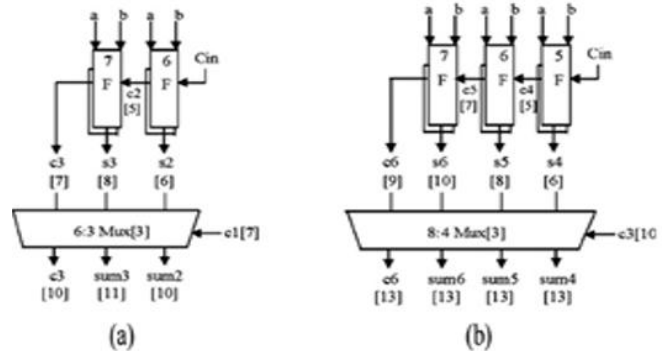 a b a b
7 6 Cin
F F
c2
[5]
c3 s3 s2
[7] [8] [6]
6:3 Mux[3] c1[7]
c3 sum3 sum2
[10] [11] [10]
(a)
a b a b a b
7 6 5 Cin
F F F
c5 c4
[7] [5]
c6 s6 s5 s4
[9] [10] [8] [6]
8:4 Mux[3] c3[10
c6 sum6 sum5 sum4
[13] [13] [13] [13]
(b)